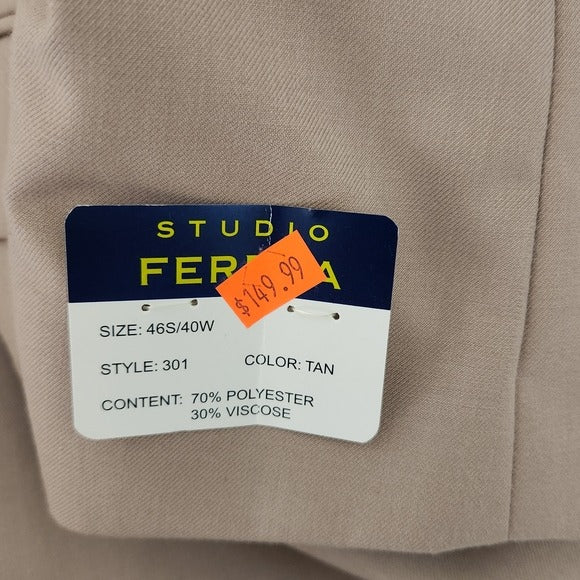 STUDIO
$149.99
SIZE: 46S/40W
STYLE: 301 COLOR: TAN
CONTENT: 70% POLYESTER
30% VISCOSE